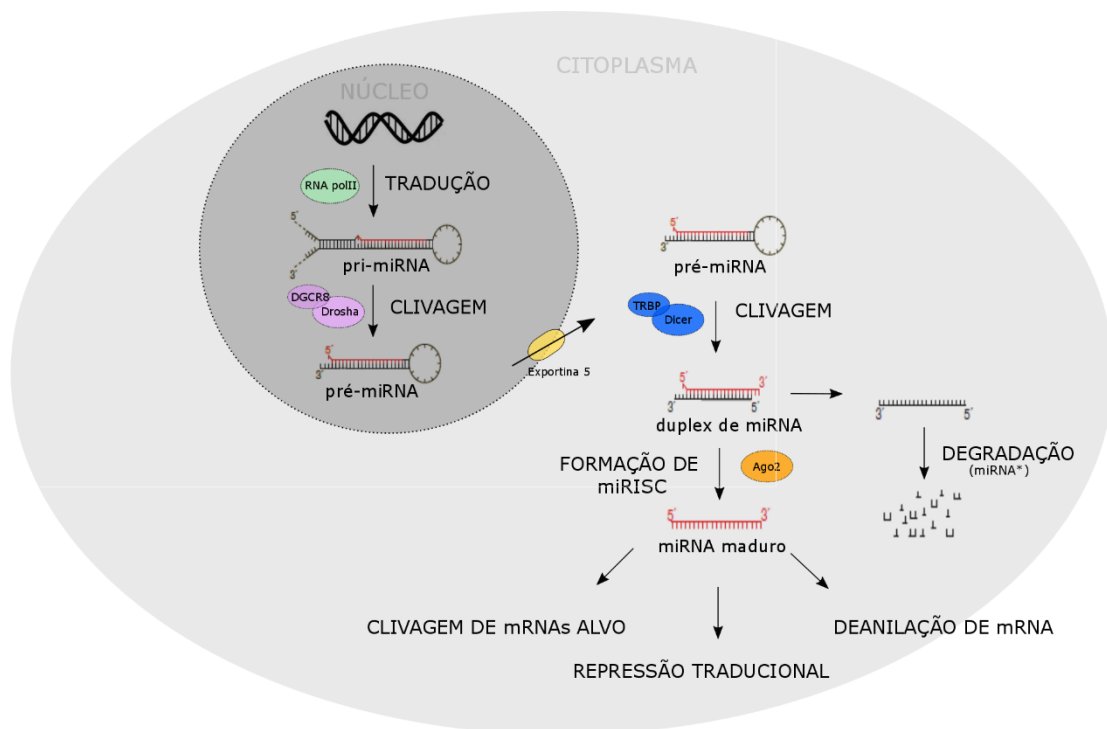 CITOPLASMA
NÚCLEO
RNA polII
TRADUÇÃO
5´
3´
pri-miRNA
DGCR8
Drosha
CLIVAGEM
5´
3´
pré-miRNA
Exportina 5
5´
3´
pré-miRNA
TRBP
Dicer
CLIVAGEM
5´
3´
3´
5´
duplex de miRNA
3´
5´
DEGRADAÇÃO
(miRNA*)
FORMAÇÃO DE
miRISC
Ago2
5´
3´
miRNA maduro
CLIVAGEM DE mRNAs ALVO
REPRESSÃO TRADUCIONAL
DEANILAÇÃO DE mRNA